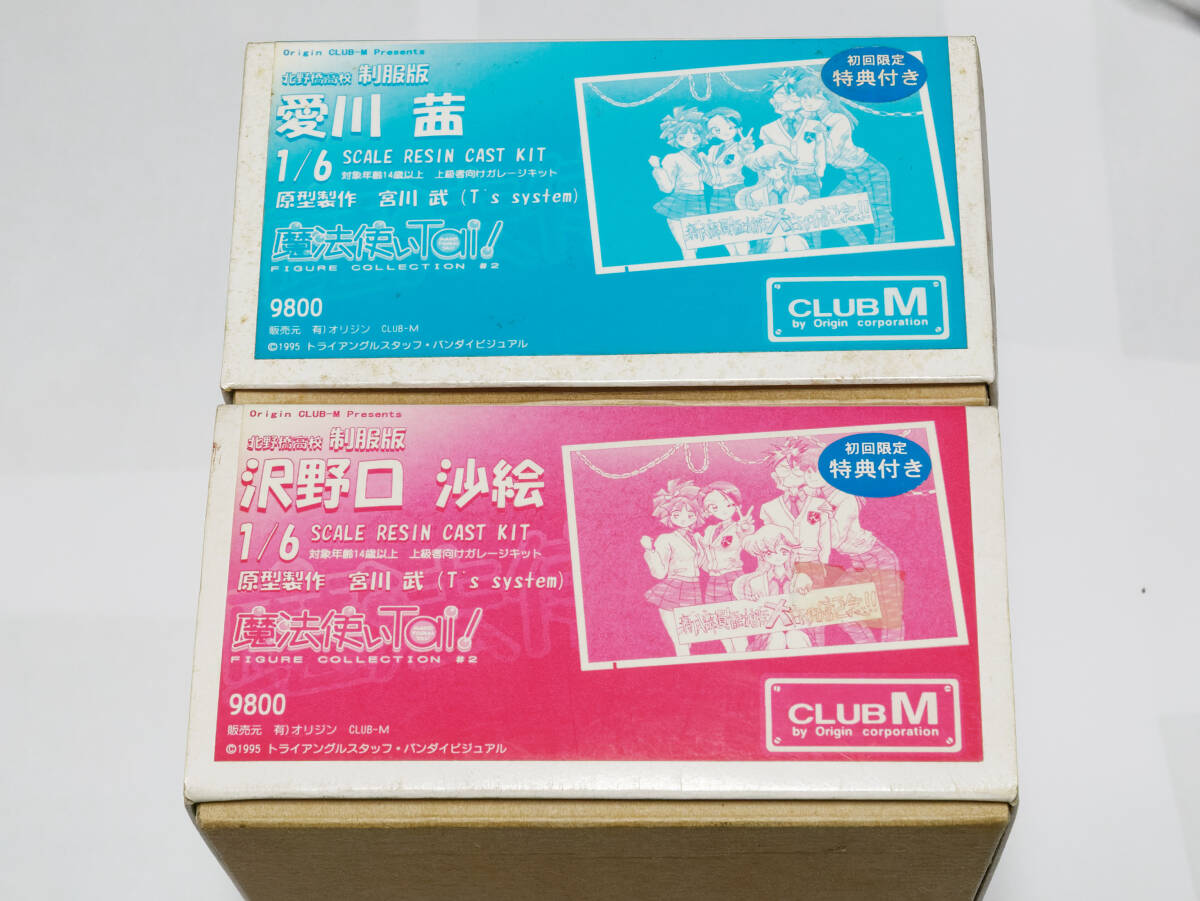 Origin CLUB-M Presents
北野橋高校 制服版
愛川 茜
1/6 SCALE RESIN CAST KIT
対象年齢14歳以上 上級者向けガレージキット
原型製作 宮川 武 (T's system)
魔法使いTai!
FIGURE COLLECTION #2
9800
販売元 有)オリジン CLUB-M
©1995 トライアングルスタッフ・バンダイビジュアル
初回限定
特典付き
CLUB M
by Origin corporation
Origin CLUB-M Presents
北野橋高校 制服版
沢野口 沙絵
1/6 SCALE RESIN CAST KIT
対象年齢14歳以上 上級者向けガレージキット
原型製作 宮川 武 (T's system)
魔法使いTai!
FIGURE COLLECTION #2
9800
販売元 有)オリジン CLUB-M
©1995 トライアングルスタッフ・バンダイビジュアル
初回限定
特典付き
CLUB M
by Origin corporation